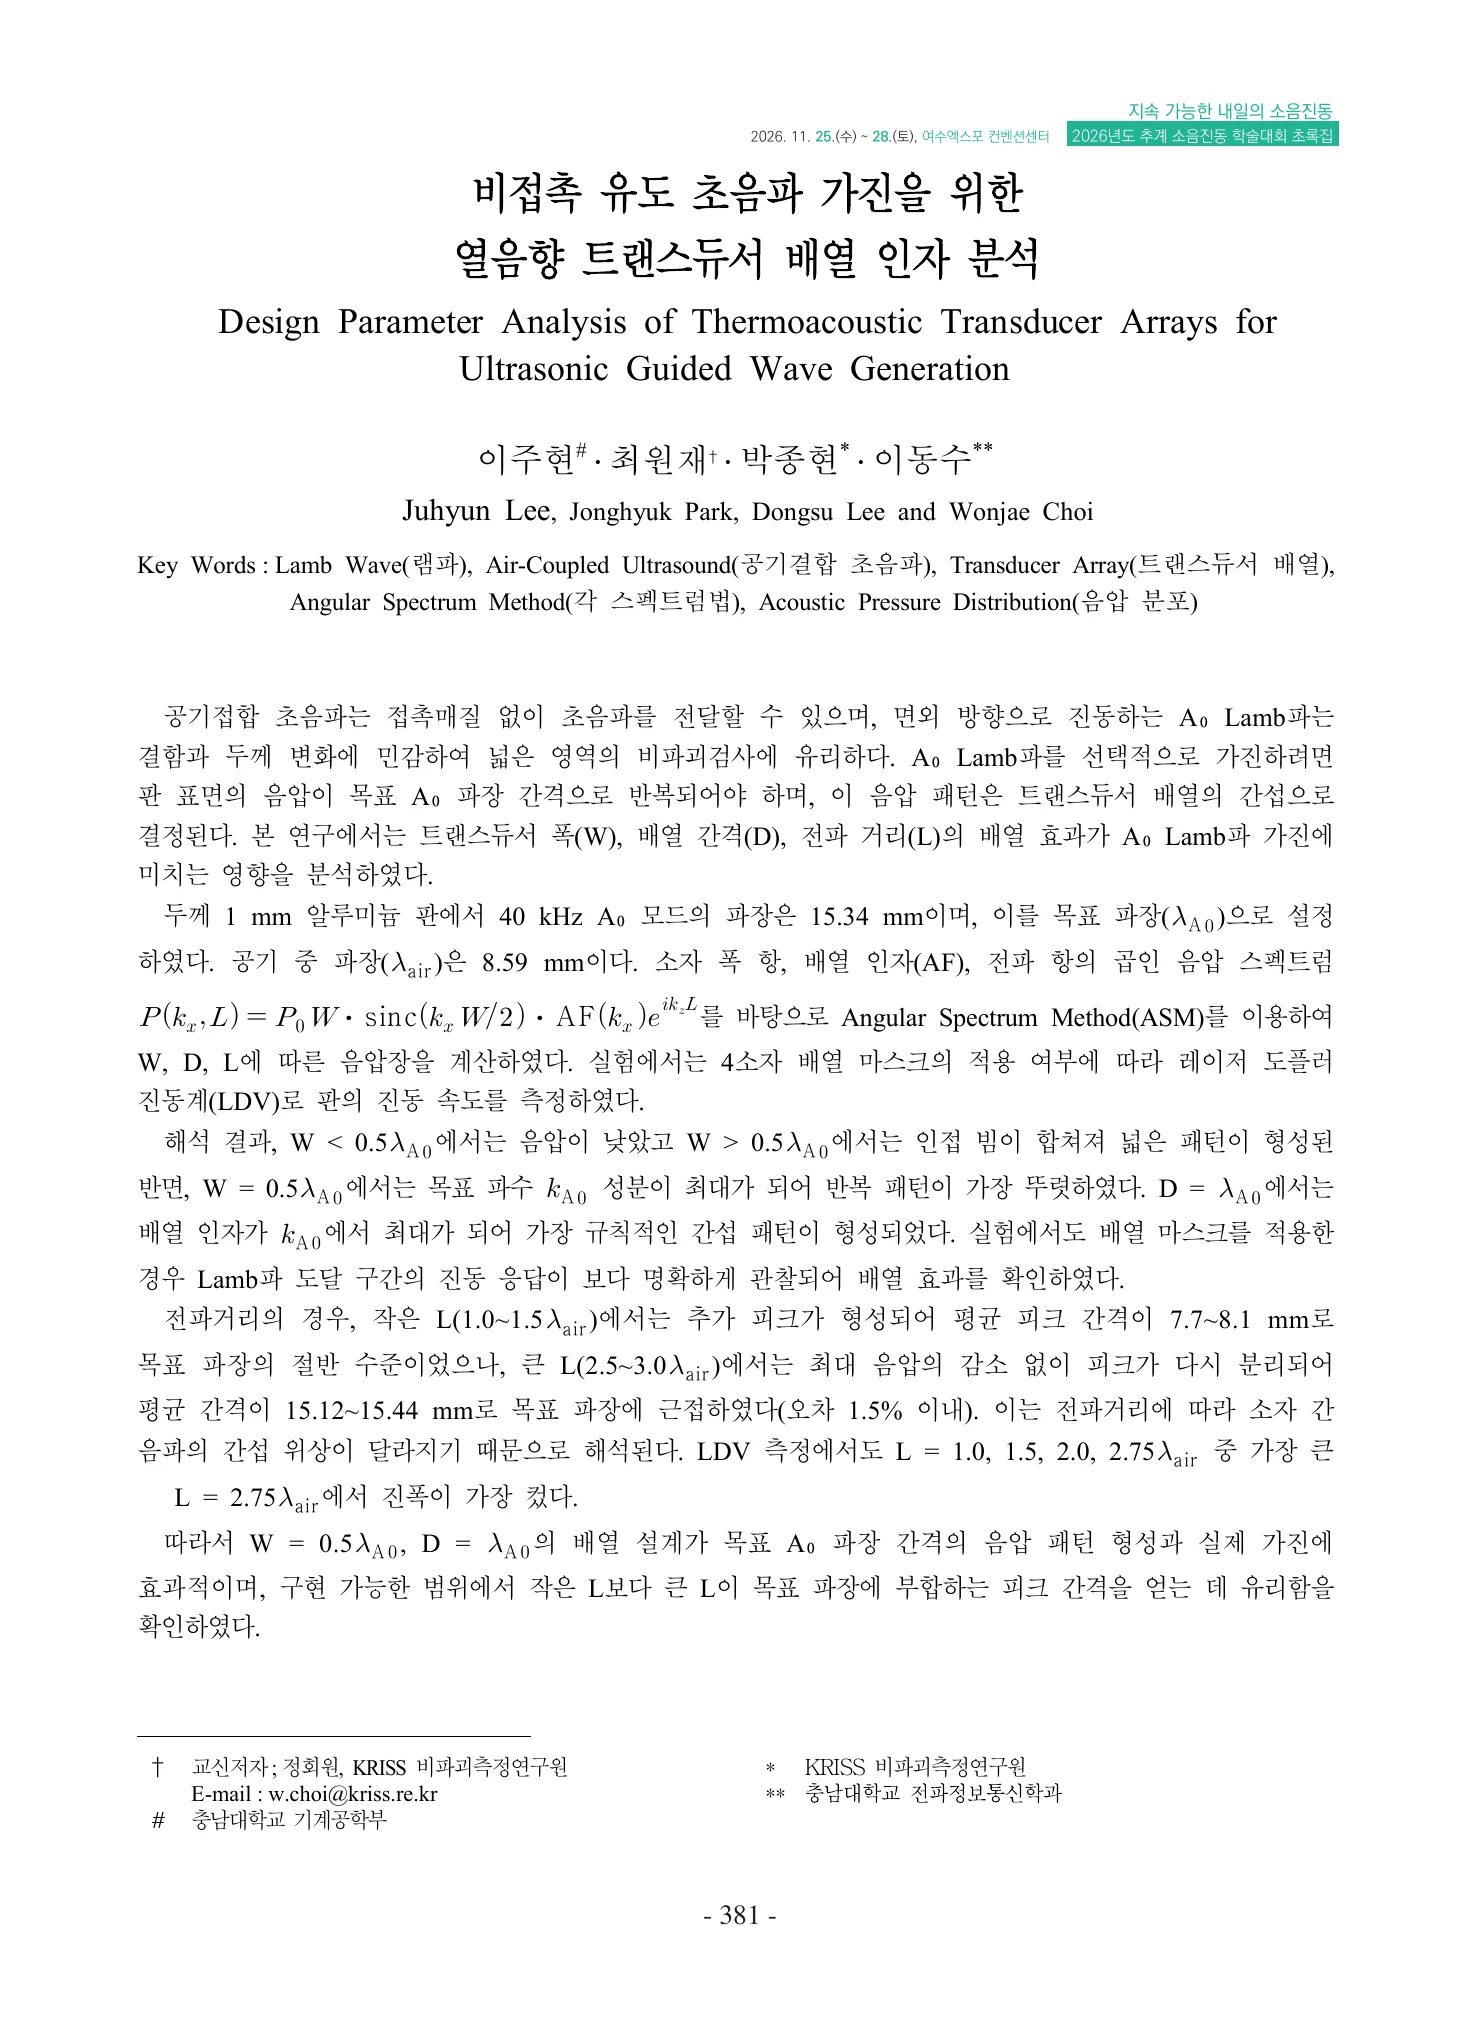 지속 가능한 내일의 소음진동
2026. 11. 25.(수) ~ 28.(토), 여수엑스포 컨벤션센터 2026년도 추계 소음진동 학술대회 초록집
비접촉 유도 초음파 가진을 위한
열음향 트랜스듀서 배열 인자 분석
Design Parameter Analysis of Thermoacoustic Transducer Arrays for
Ultrasonic Guided Wave Generation
이주현# · 최원재† · 박종현* · 이동수**
Juhyun Lee, Jonghyuk Park, Dongsu Lee and Wonjae Choi
Key Words : Lamb Wave(램파), Air-Coupled Ultrasound(공기결합 초음파), Transducer Array(트랜스듀서 배열),
Angular Spectrum Method(각 스펙트럼법), Acoustic Pressure Distribution(음압 분포)
공기접합 초음파는 접촉매질 없이 초음파를 전달할 수 있으며, 면외 방향으로 진동하는 A₀ Lamb파는
결함과 두께 변화에 민감하여 넓은 영역의 비파괴검사에 유리하다. A₀ Lamb파를 선택적으로 가진하려면
판 표면의 음압이 목표 A₀ 파장 간격으로 반복되어야 하며, 이 음압 패턴은 트랜스듀서 배열의 간섭으로
결정된다. 본 연구에서는 트랜스듀서 폭(W), 배열 간격(D), 전파 거리(L)의 배열 효과가 A₀ Lamb파 가진에
미치는 영향을 분석하였다.
두께 1 mm 알루미늄 판에서 40 kHz A₀ 모드의 파장은 15.34 mm이며, 이를 목표 파장(λ_A0)으로 설정
하였다. 공기 중 파장(λ_air)은 8.59 mm이다. 소자 폭 항, 배열 인자(AF), 전파 항의 곱인 음압 스펙트럼
P(k_x, L) = P_0 W · sinc(k_x W/2) · AF(k_x)e^{ik_z L}를 바탕으로 Angular Spectrum Method(ASM)를 이용하여
W, D, L에 따른 음압장을 계산하였다. 실험에서는 4소자 배열 마스크의 적용 여부에 따라 레이저 도플러
진동계(LDV)로 판의 진동 속도를 측정하였다.
해석 결과, W < 0.5λ_A0에서는 음압이 낮았고 W > 0.5λ_A0에서는 인접 빔이 합쳐져 넓은 패턴이 형성된
반면, W = 0.5λ_A0에서는 목표 파수 k_A0 성분이 최대가 되어 반복 패턴이 가장 뚜렷하였다. D = λ_A0에서는
배열 인자가 k_A0에서 최대가 되어 가장 규칙적인 간섭 패턴이 형성되었다. 실험에서도 배열 마스크를 적용한
경우 Lamb파 도달 구간의 진동 응답이 보다 명확하게 관찰되어 배열 효과를 확인하였다.
전파거리의 경우, 작은 L(1.0~1.5λ_air)에서는 추가 피크가 형성되어 평균 피크 간격이 7.7~8.1 mm로
목표 파장의 절반 수준이었으나, 큰 L(2.5~3.0λ_air)에서는 최대 음압의 감소 없이 피크가 다시 분리되어
평균 간격이 15.12~15.44 mm로 목표 파장에 근접하였다(오차 1.5% 이내). 이는 전파거리에 따라 소자 간
음파의 간섭 위상이 달라지기 때문으로 해석된다. LDV 측정에서도 L = 1.0, 1.5, 2.0, 2.75λ_air 중 가장 큰
L = 2.75λ_air에서 진폭이 가장 컸다.
따라서 W = 0.5λ_A0, D = λ_A0의 배열 설계가 목표 A₀ 파장 간격의 음압 패턴 형성과 실제 가진에
효과적이며, 구현 가능한 범위에서 작은 L보다 큰 L이 목표 파장에 부합하는 피크 간격을 얻는 데 유리함을
확인하였다.
† 교신저자; 정회원, KRISS 비파괴측정연구원
E-mail : w.choi@kriss.re.kr
# 충남대학교 기계공학부
* KRISS 비파괴측정연구원
** 충남대학교 전파정보통신학과
- 381 -